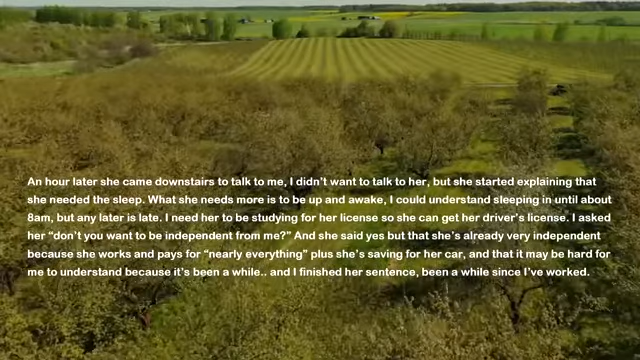 An hour later she came downstairs to talk to me, I didn't want to talk to her, but she started explaining that
she needed the sleep. What she needs more is to be up and awake, I could understand sleeping in until about
8am, but any later is late. I need her to be studying for her license so she can get her driver's license. I asked
her “don't you want to be independent from me?” And she said yes but that she's already very independent
because she works and pays for “nearly everything” plus she's saving for her car, and that it may be hard for
me to understand because it's been a while.. and I finished her sentence, been a while since I've worked.